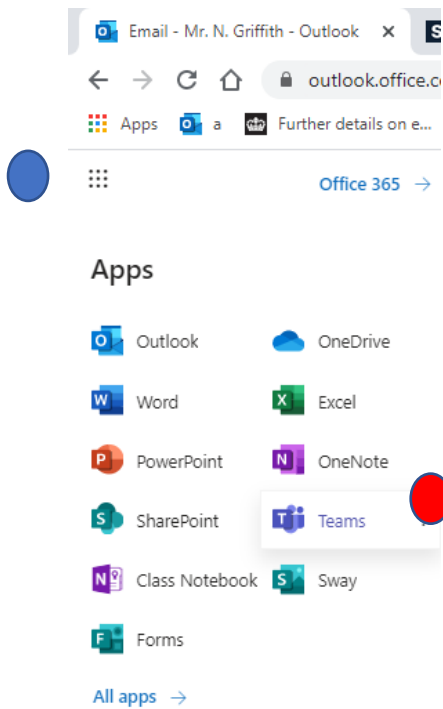 Email - Mr. N. Griffith - Outlook
outlook.office.c
Apps a Further details on e...
Office 365 →
Apps
Outlook OneDrive
Word Excel
PowerPoint OneNote
SharePoint Teams
Class Notebook Sway
Forms
All apps →